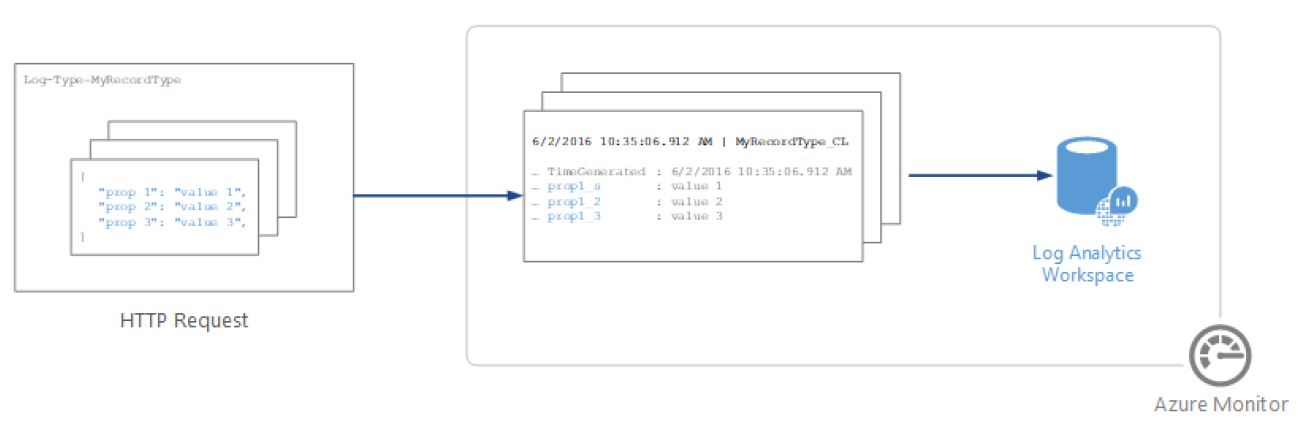 Log-Type-MyRecordType
[
"prop 1": "value 1",
"prop 2": "value 2",
"prop 3": "value 3",
]
HTTP Request
6/2/2016 10:35:06.912 AM | MyRecordType_CL
… TimeGenerated : 6/2/2016 10:35:06.912 AM
… prop1_s : value 1
… prop1_2 : value 2
… prop1_3 : value 3
Log Analytics
Workspace
Azure Monitor